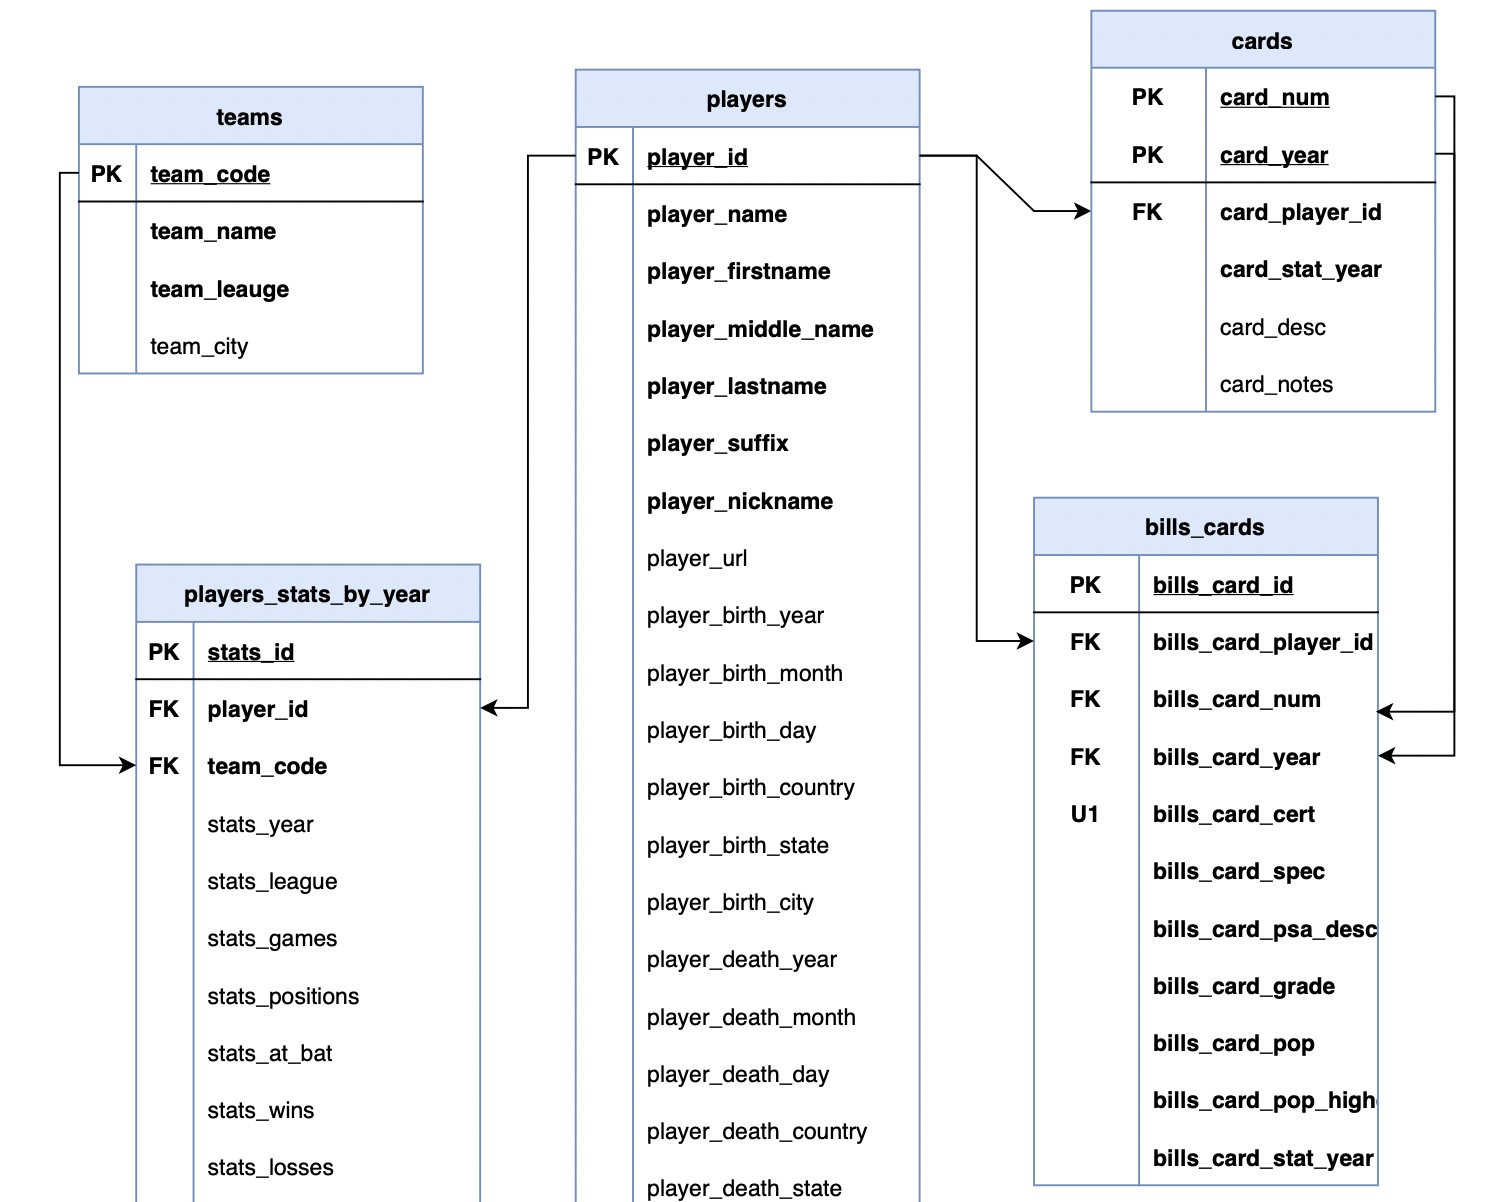 teams
PK team_code
team_name
team_leauge
team_city
players_stats_by_year
PK stats_id
FK player_id
FK team_code
stats_year
stats_league
stats_games
stats_positions
stats_at_bat
stats_wins
stats_losses
players
PK player_id
player_name
player_firstname
player_middle_name
player_lastname
player_suffix
player_nickname
player_url
player_birth_year
player_birth_month
player_birth_day
player_birth_country
player_birth_state
player_birth_city
player_death_year
player_death_month
player_death_day
player_death_country
player_death_state
cards
PK card_num
PK card_year
FK card_player_id
card_stat_year
card_desc
card_notes
bills_cards
PK bills_card_id
FK bills_card_player_id
FK bills_card_num
FK bills_card_year
U1 bills_card_cert
bills_card_spec
bills_card_psa_desc
bills_card_grade
bills_card_pop
bills_card_pop_high
bills_card_stat_year